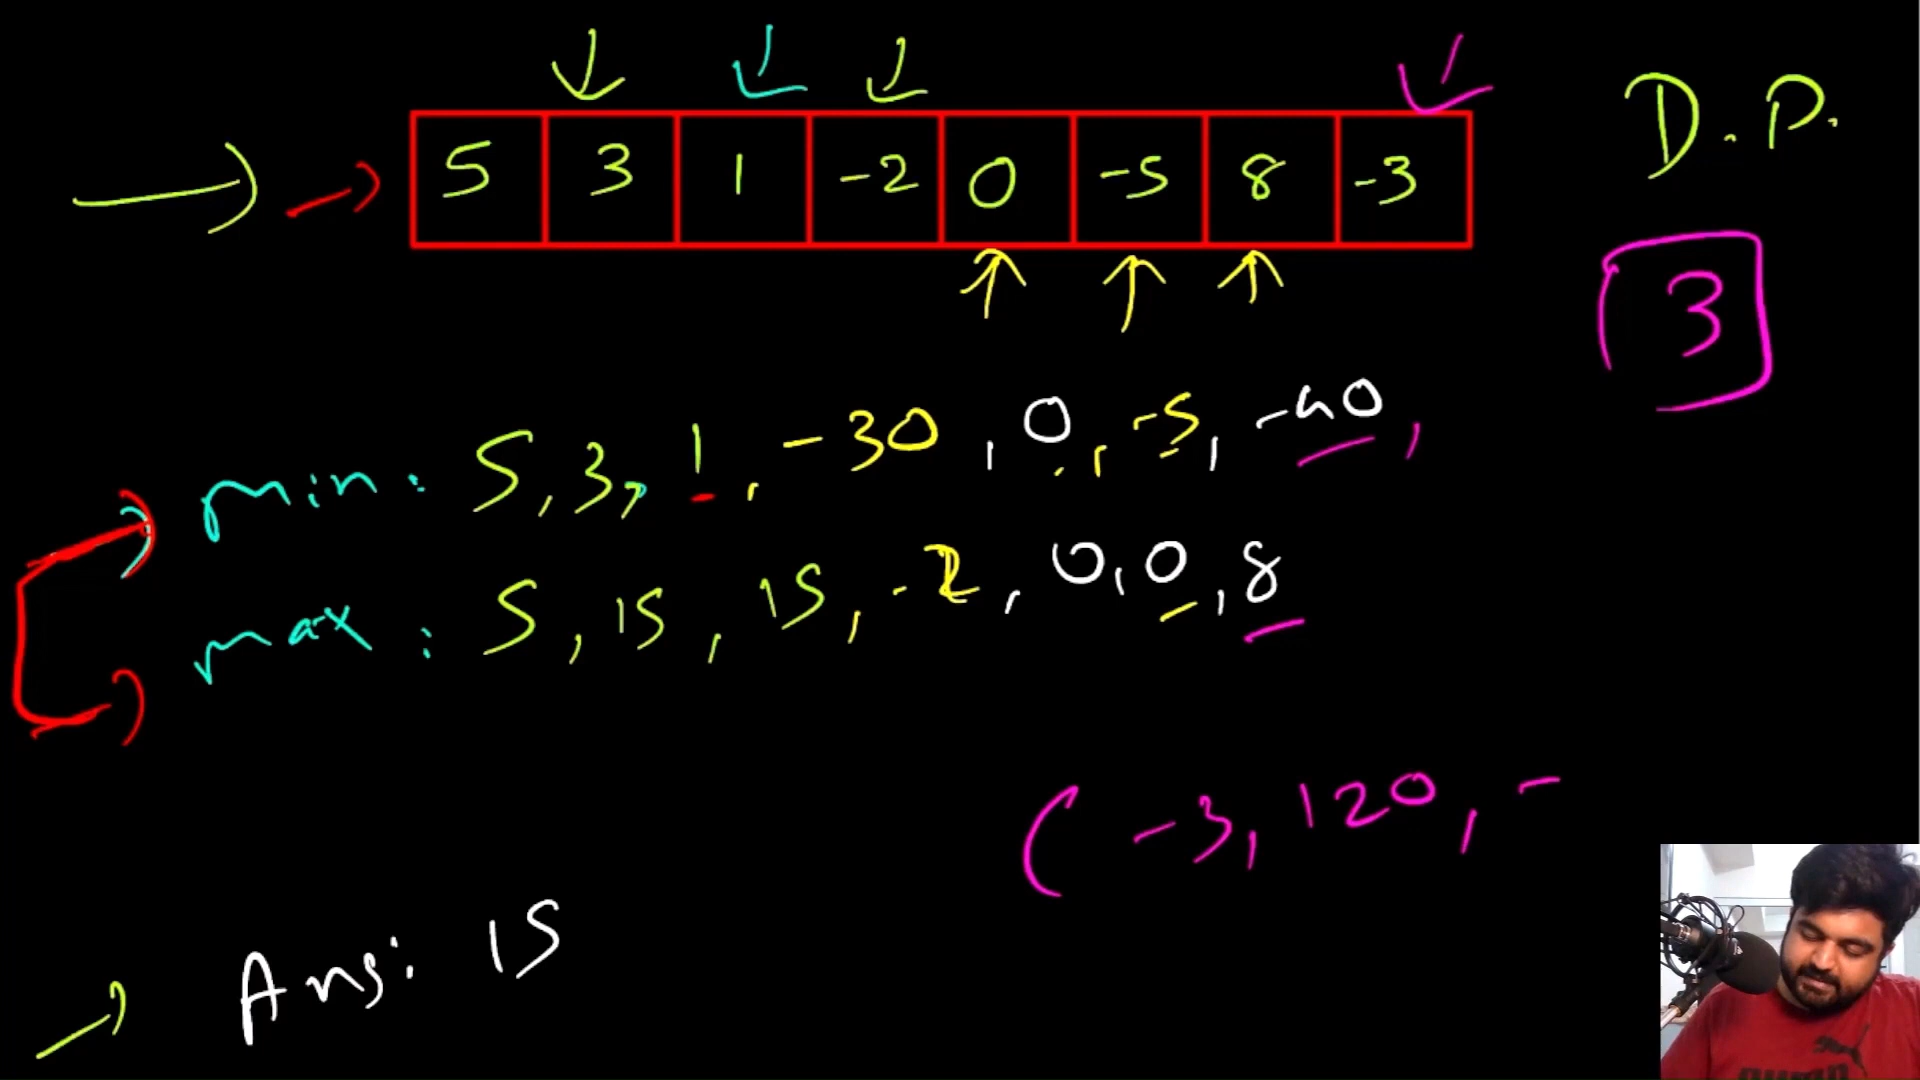 D.P.
5 3 1 -2 0 -5 8 -3
3
min: 5, 3, 1, -30, 0, -5, -40,
max: 5, 15, 15, -2, 0, 0, 8
( -3, 120, -
Ans: 15